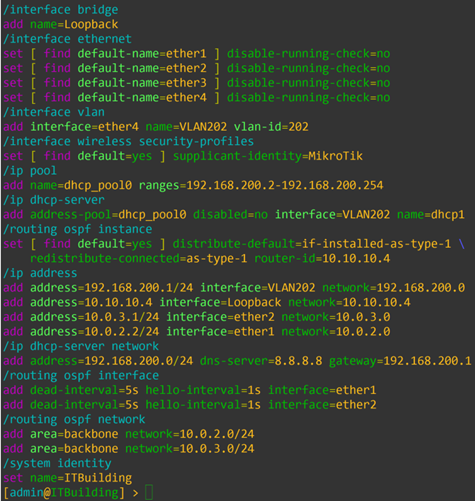 /interface bridge
add name=Loopback
/interface ethernet
set [ find default-name=ether1 ] disable-running-check=no
set [ find default-name=ether2 ] disable-running-check=no
set [ find default-name=ether3 ] disable-running-check=no
set [ find default-name=ether4 ] disable-running-check=no
/interface vlan
add interface=ether4 name=VLAN202 vlan-id=202
/interface wireless security-profiles
set [ find default=yes ] supplicant-identity=MikroTik
/ip pool
add name=dhcp_pool0 ranges=192.168.200.2-192.168.200.254
/ip dhcp-server
add address-pool=dhcp_pool0 disabled=no interface=VLAN202 name=dhcp1
/routing ospf instance
set [ find default=yes ] distribute-default=if-installed-as-type-1 \
    redistribute-connected=as-type-1 router-id=10.10.10.4
/ip address
add address=192.168.200.1/24 interface=VLAN202 network=192.168.200.0
add address=10.10.10.4 interface=Loopback network=10.10.10.4
add address=10.0.3.1/24 interface=ether2 network=10.0.3.0
add address=10.0.2.2/24 interface=ether1 network=10.0.2.0
/ip dhcp-server network
add address=192.168.200.0/24 dns-server=8.8.8.8 gateway=192.168.200.1
/routing ospf interface
add dead-interval=5s hello-interval=1s interface=ether1
add dead-interval=5s hello-interval=1s interface=ether2
/routing ospf network
add area=backbone network=10.0.2.0/24
add area=backbone network=10.0.3.0/24
/system identity
set name=ITBuilding
[admin@ITBuilding] >